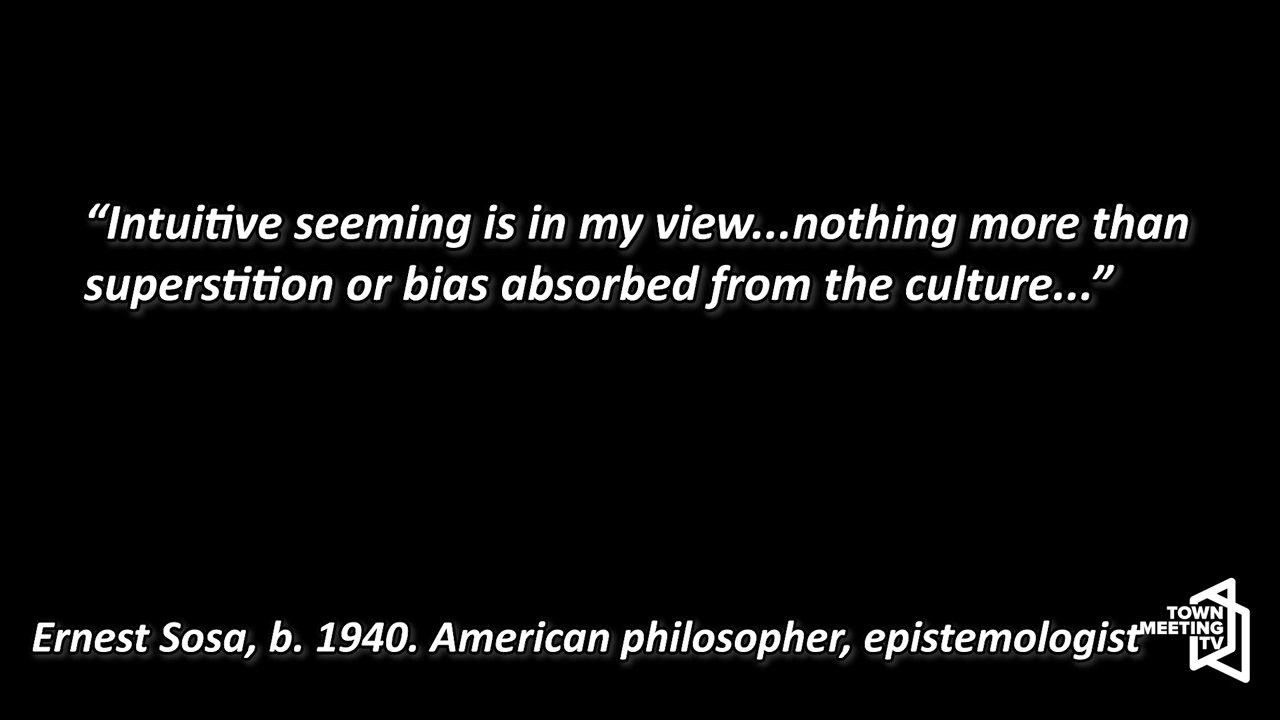 “Intuitive seeming is in my view...nothing more than
superstition or bias absorbed from the culture...”
Ernest Sosa, b. 1940. American philosopher, epistemologist
TOWN
MEETING
TV